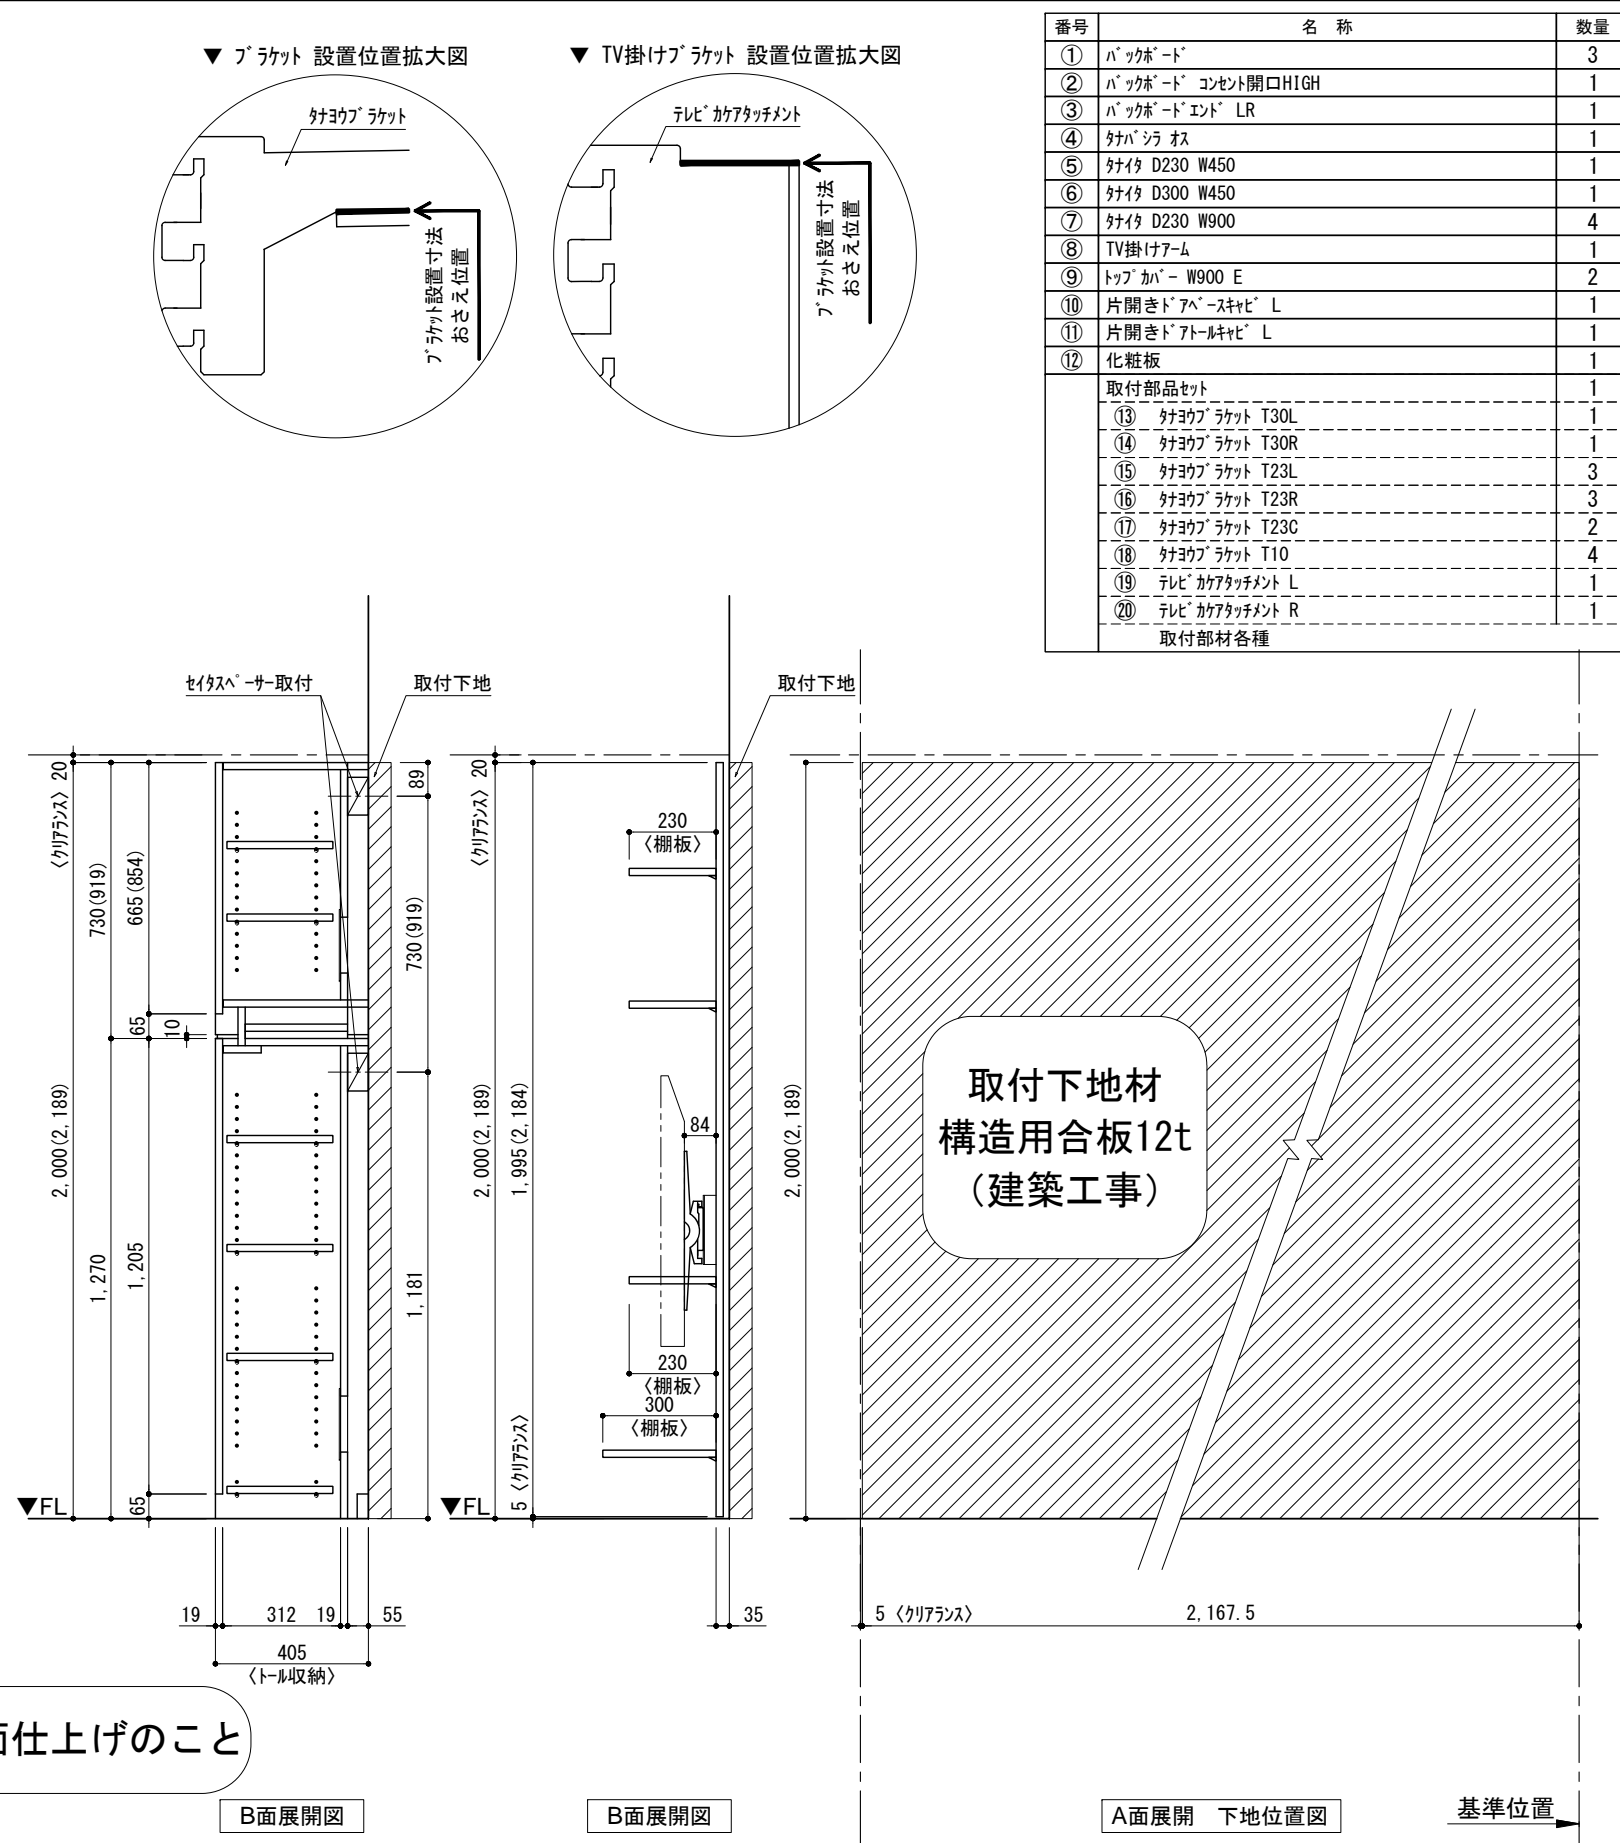 ▼ ブラケット 設置位置拡大図
タナヨウブラケット
ブラケット設置寸法
おさえ位置
▼ TV掛けブラケット 設置位置拡大図
テレビカケアタッチメント
ブラケット設置寸法
おさえ位置
番号 名 称 数量
① バックボード 3
② バックボード コンセント開口HIGH 1
③ バックボードエンド LR 1
④ タナバシラ オス 1
⑤ タナイタ D230 W450 1
⑥ タナイタ D300 W450 1
⑦ タナイタ D230 W900 4
⑧ TV掛けアーム 1
⑨ トップカバー W900 E 2
⑩ 片開きドアベースキャビ L 1
⑪ 片開きドアトールキャビ L 1
⑫ 化粧板 1
取付部品セット 1
⑬ タナヨウブラケット T30L 1
⑭ タナヨウブラケット T30R 1
⑮ タナヨウブラケット T23L 3
⑯ タナヨウブラケット T23R 3
⑰ タナヨウブラケット T23C 2
⑱ タナヨウブラケット T10 4
⑲ テレビカケアタッチメント L 1
⑳ テレビカケアタッチメント R 1
取付部材各種
セイタスペーサー取付
取付下地
〈クリアランス〉 20
2,000(2,189)
730(919)
1,270
665(854)
65
10
1,205
65
89
730(919)
1,181
▼FL
19 312 19 55
405
〈トール収納〉
取付下地
〈クリアランス〉 20
2,000(2,189)
1,995(2,184)
5 〈クリアランス〉
230
〈棚板〉
84
230
〈棚板〉
300
〈棚板〉
▼FL
35
2,000(2,189)
取付下地材
構造用合板12t
(建築工事)
5 〈クリアランス〉
2,167.5
面仕上げのこと
B面展開図
B面展開図
A面展開 下地位置図
基準位置